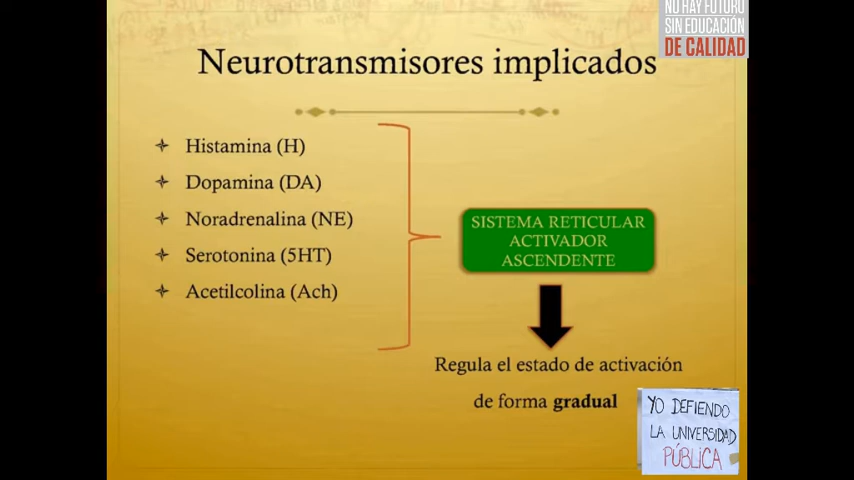 NO HAY FUTURO
SIN EDUCACIÓN
DE CALIDAD
Neurotransmisores implicados
Histamina (H)
Dopamina (DA)
Noradrenalina (NE)
Serotonina (5HT)
Acetilcolina (Ach)
SISTEMA RETICULAR
ACTIVADOR
ASCENDENTE
Regula el estado de activación
de forma gradual
YO DEFIENDO
LA UNIVERSIDAD
PÚBLICA